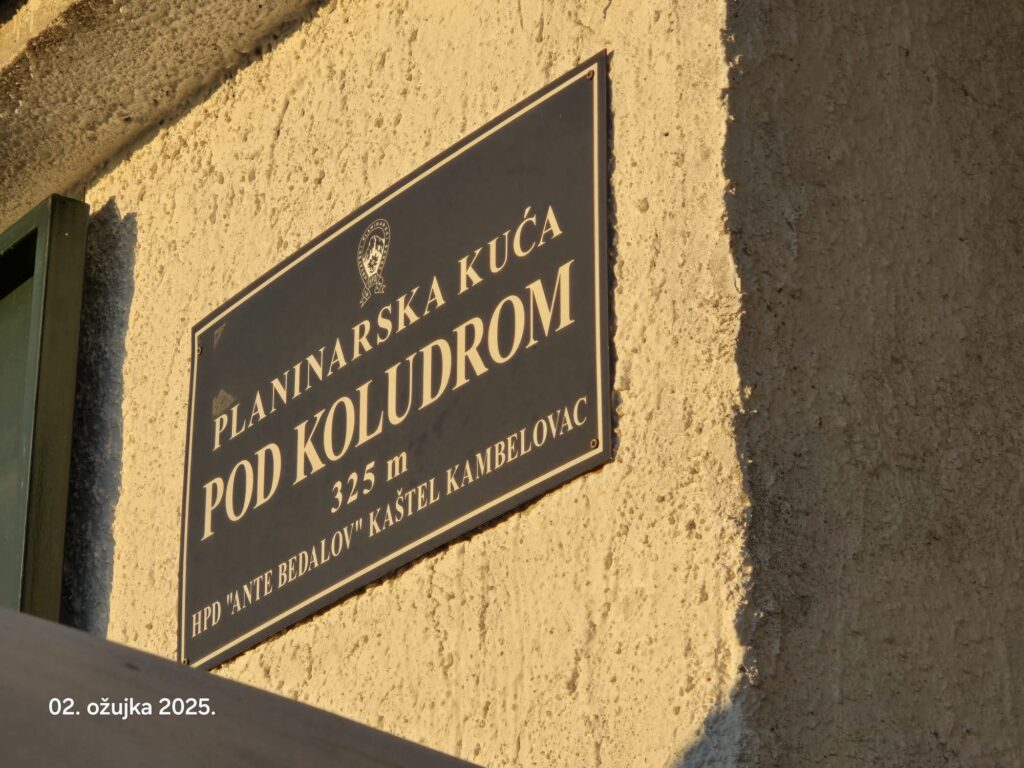 PLANINARSKA KUĆA
POD KOLUDROM
325 m
HPD "ANTE BEDALOV" KAŠTEL KAMBELOVAC
02. ožujka 2025.